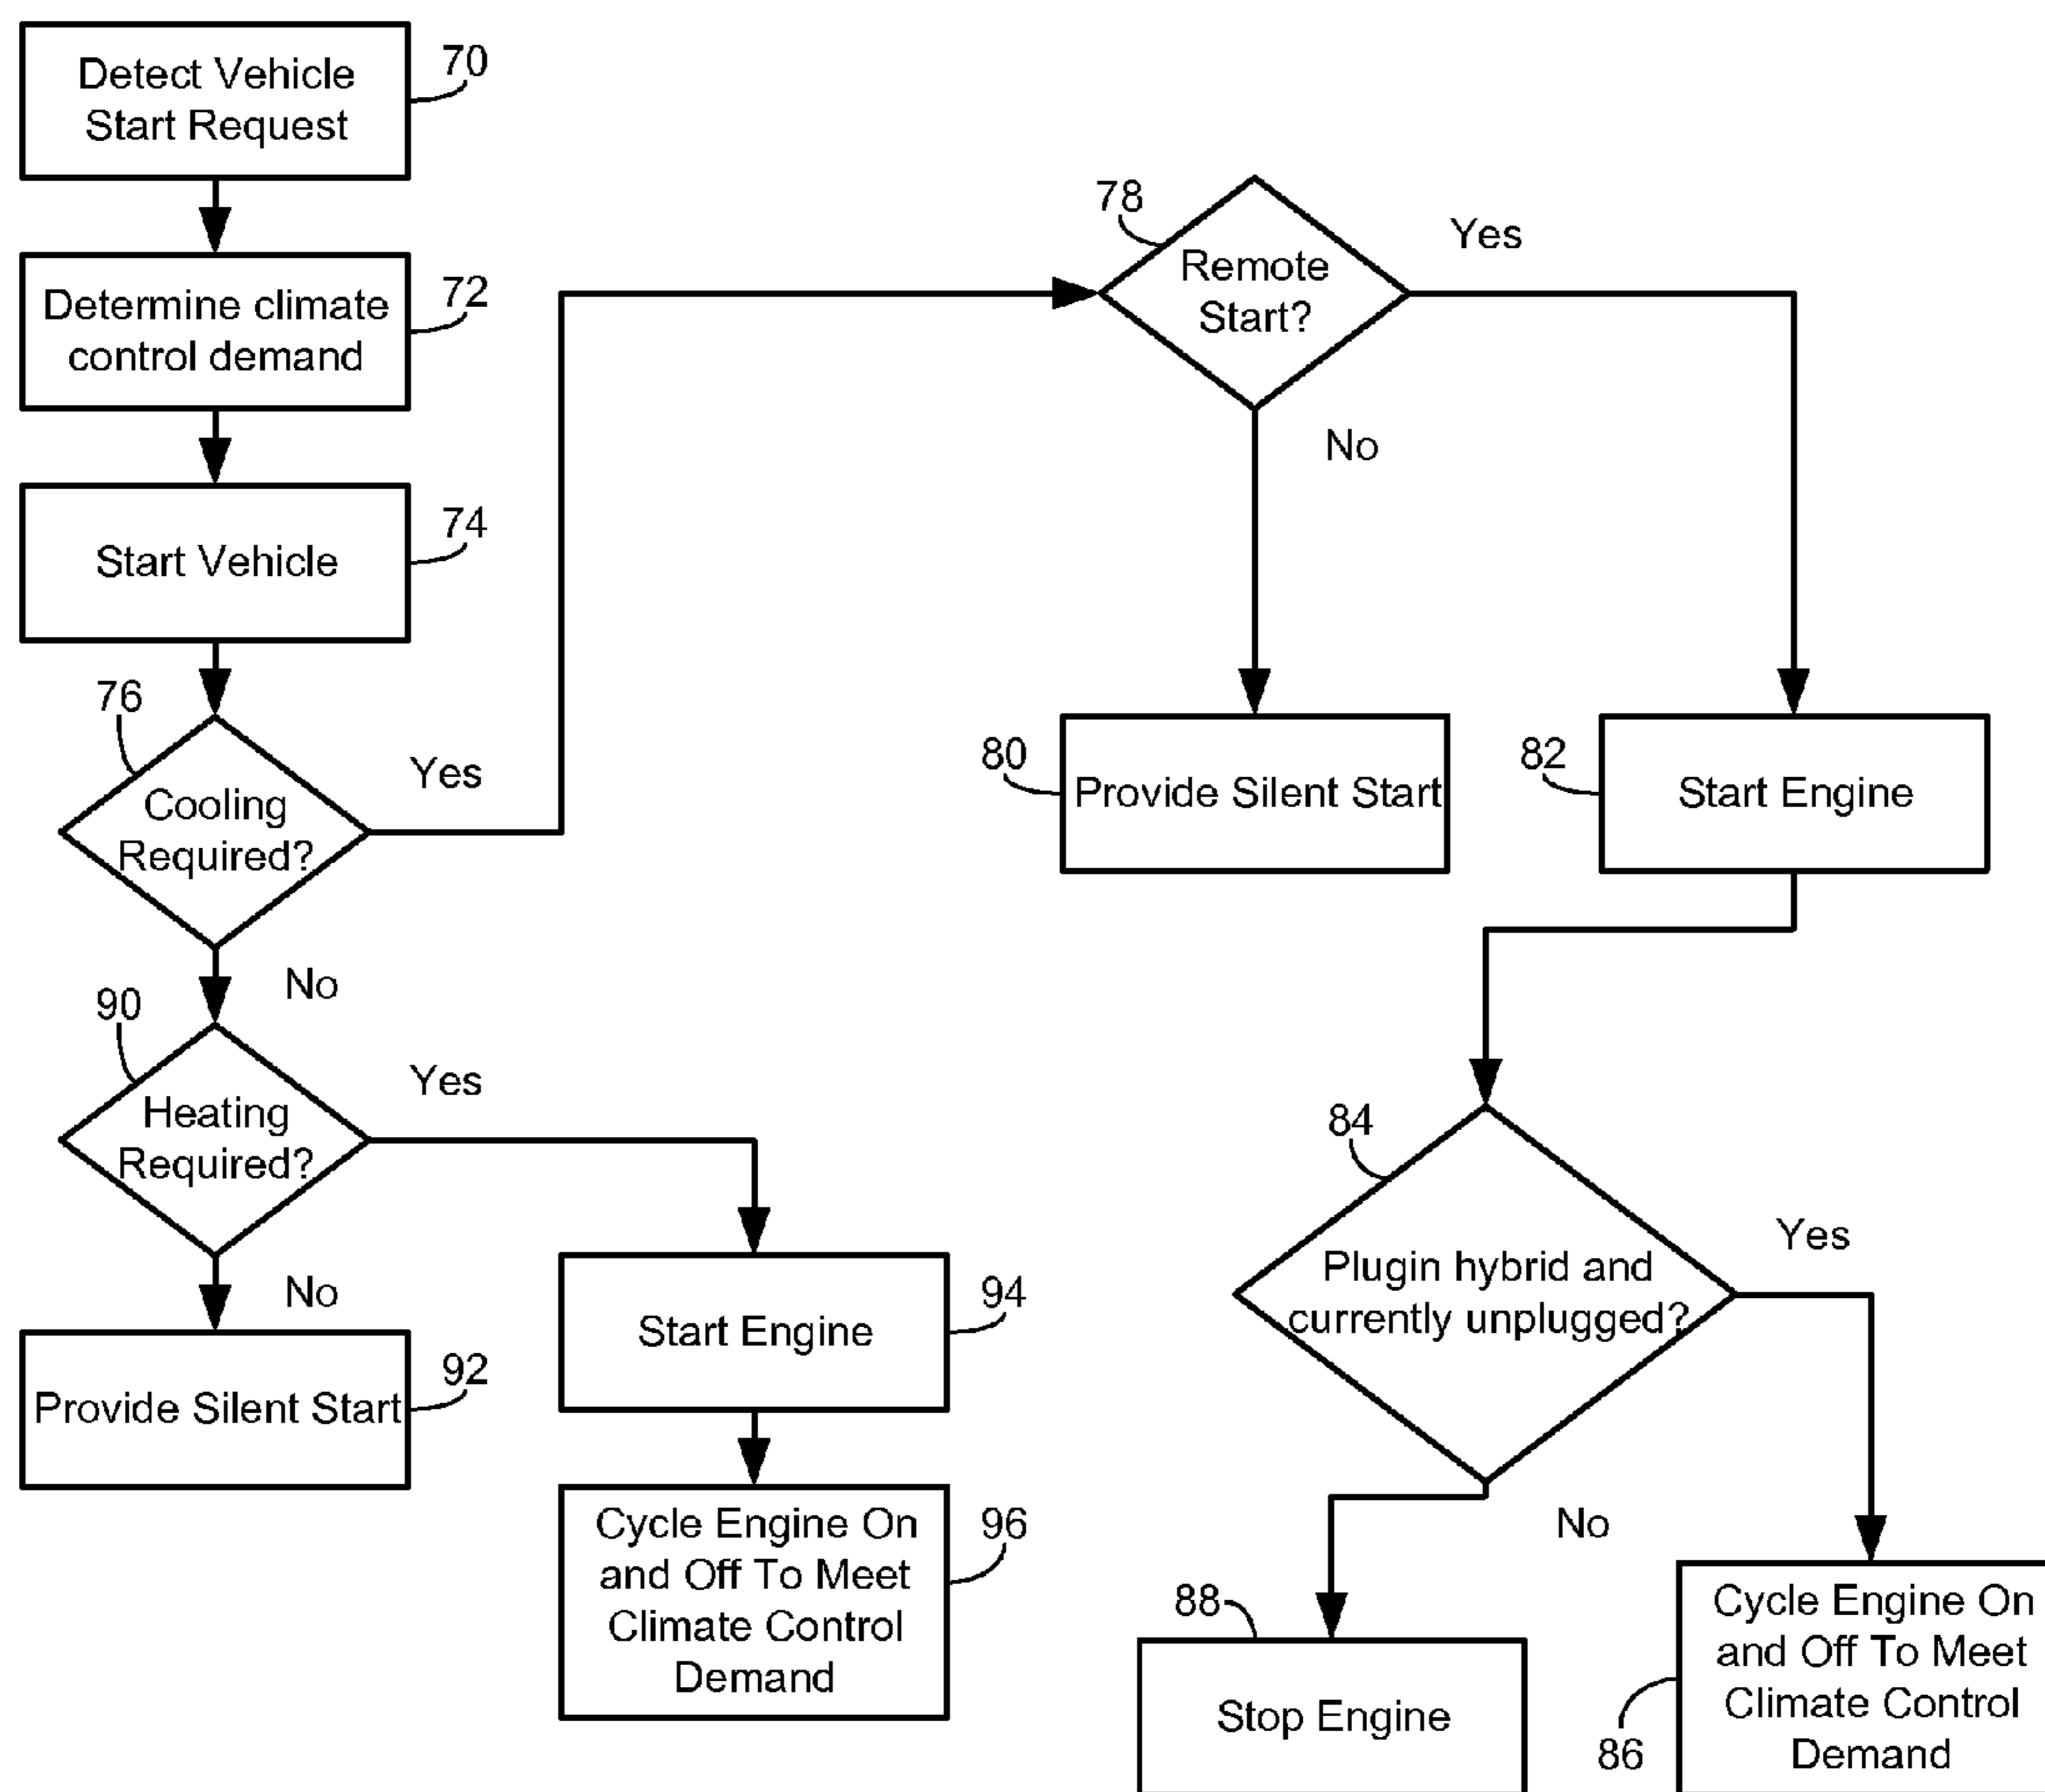 Detect Vehicle
Start Request
70
Determine climate
control demand
72
Start Vehicle
74
76
Cooling
Required?
Yes
No
78
Remote
Start?
Yes
No
80
Provide Silent Start
82
Start Engine
84
Plugin hybrid and
currently unplugged?
Yes
No
88
Stop Engine
Cycle Engine On
and Off To Meet
Climate Control
Demand
86
90
Heating
Required?
Yes
No
Provide Silent Start
92
Start Engine
94
Cycle Engine On
and Off To Meet
Climate Control
Demand
96